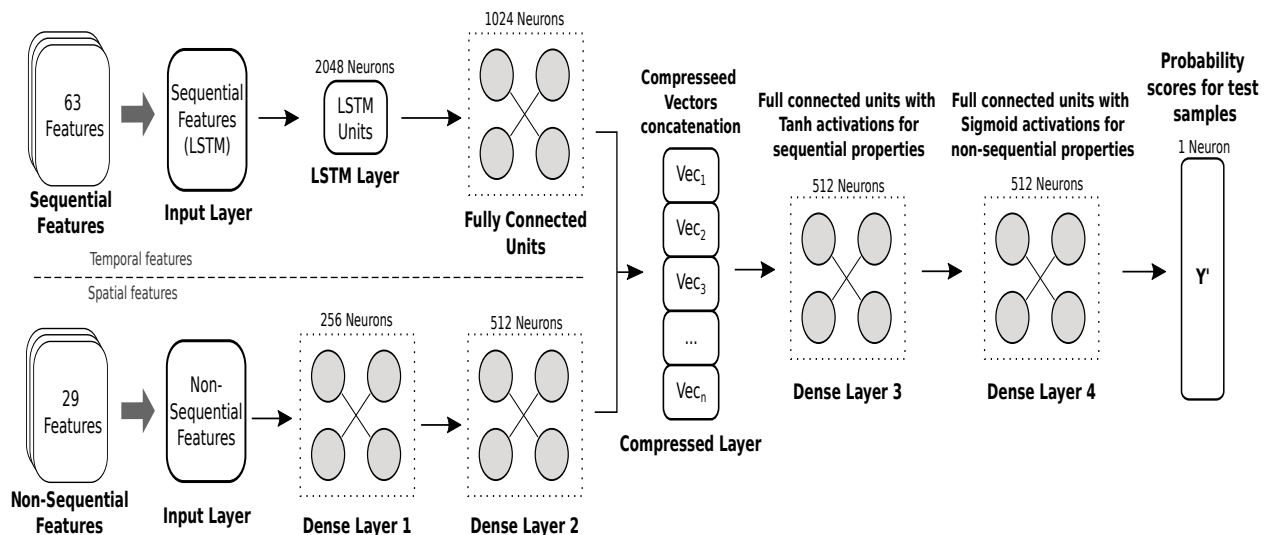 63
Features
Sequential
Features
Sequential
Features
(LSTM)
Input Layer
2048 Neurons
LSTM
Units
LSTM Layer
1024 Neurons
Fully Connected
Units
Temporal features
Spatial features
29
Features
Non-Sequential
Features
Non-
Sequential
Features
Input Layer
256 Neurons
Dense Layer 1
512 Neurons
Dense Layer 2
Compresseed
Vectors
concatenation
Vec1
Vec2
Vec3
...
Vecn
Compressed Layer
Full connected units with
Tanh activations for
sequential properties
512 Neurons
Dense Layer 3
Full connected units with
Sigmoid activations for
non-sequential properties
512 Neurons
Dense Layer 4
Probability
scores for test
samples
1 Neuron
Y'